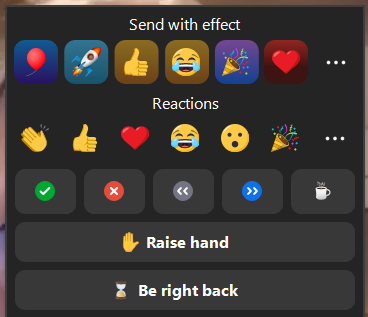 Send with effect
Reactions
Raise hand
Be right back